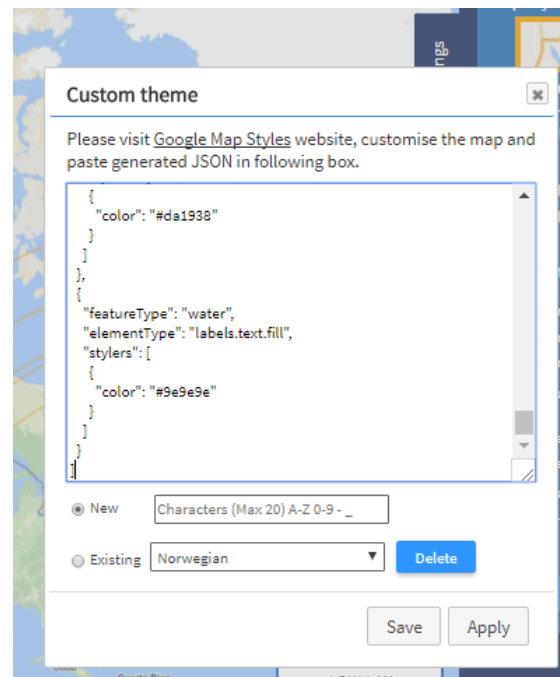 ngs
Custom theme
Please visit Google Map Styles website, customise the map and
paste generated JSON in following box.
{
"color": "#da1938"
}
]
},
{
"featureType": "water",
"elementType": "labels.text.fill",
"stylers": [
{
"color": "#9e9e9e"
}
]
}
]
New
Characters (Max 20) A-Z 0-9 - _
Existing
Norwegian
Delete
Save
Apply